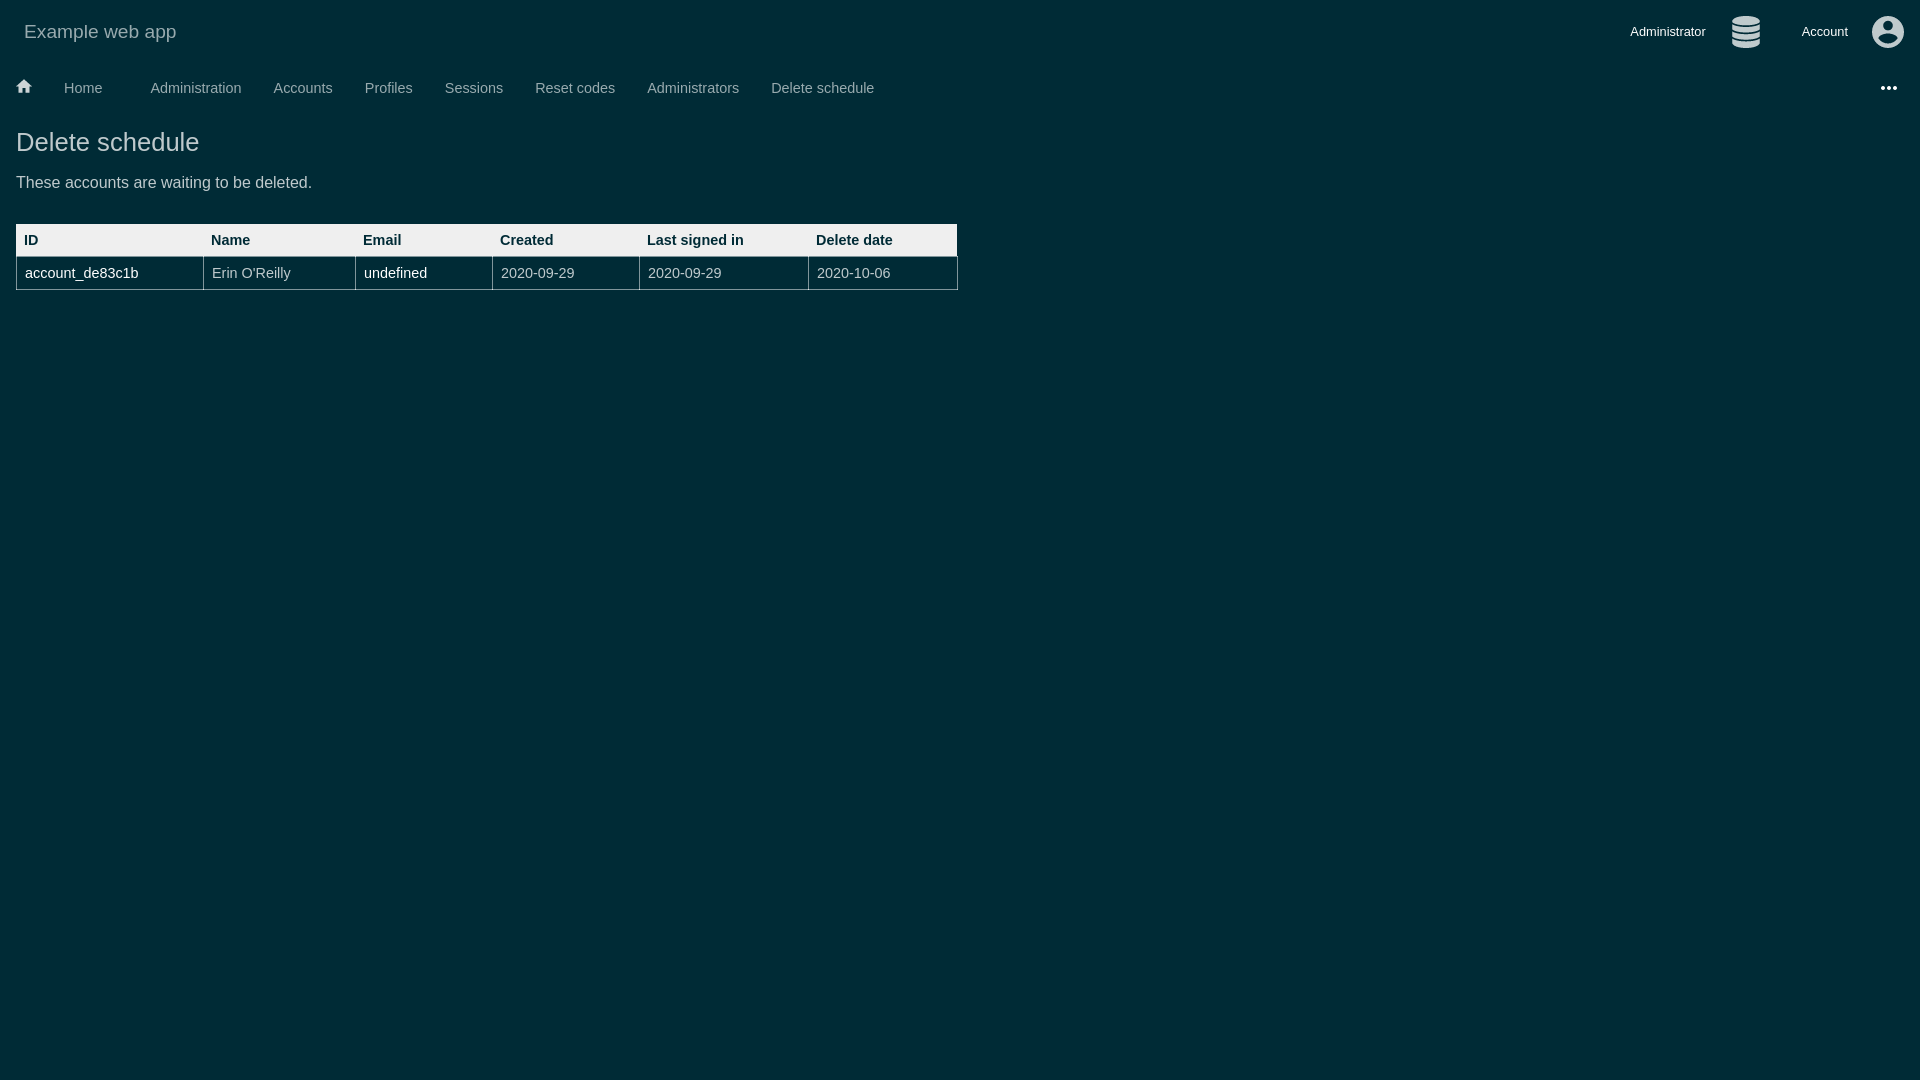 Example web app
Administrator Account
Home Administration Accounts Profiles Sessions Reset codes Administrators Delete schedule
Delete schedule
These accounts are waiting to be deleted.
ID Name Email Created Last signed in Delete date
account_de83c1b Erin O'Reilly undefined 2020-09-29 2020-09-29 2020-10-06